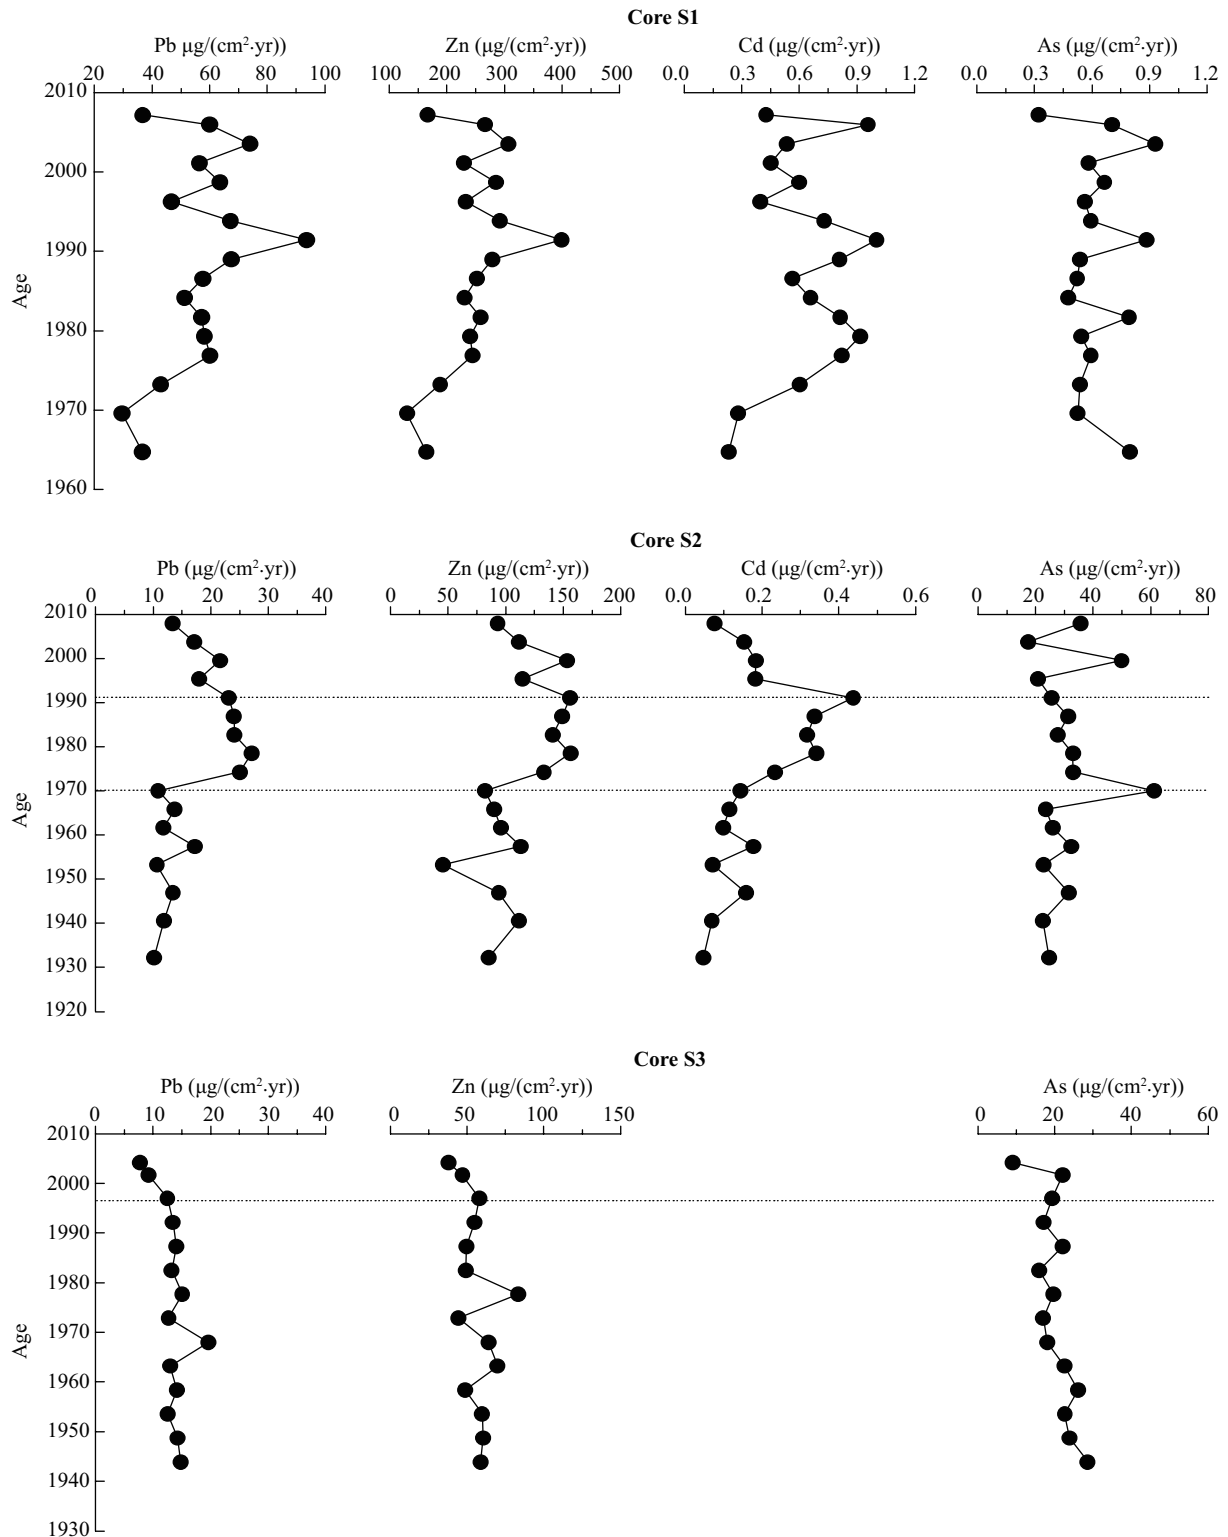 Core S1
Pb μg/(cm²·yr)) Zn (μg/(cm²·yr)) Cd (μg/(cm²·yr)) As (μg/(cm²·yr))
20 40 60 80 100 100 200 300 400 500 0.0 0.3 0.6 0.9 1.2 0.0 0.3 0.6 0.9 1.2
2010
2000
1990
Age
1980
1970
1960
Core S2
Pb (μg/(cm²·yr)) Zn (μg/(cm²·yr)) Cd (μg/(cm²·yr)) As (μg/(cm²·yr))
0 10 20 30 40 0 50 100 150 200 0.0 0.2 0.4 0.6 0 20 40 60 80
2010
2000
1990
1980
Age
1970
1960
1950
1940
1930
1920
Core S3
Pb (μg/(cm²·yr)) Zn (μg/(cm²·yr)) As (μg/(cm²·yr))
0 10 20 30 40 0 50 100 150 0 20 40 60
2010
2000
1990
1980
1970
Age
1960
1950
1940
1930